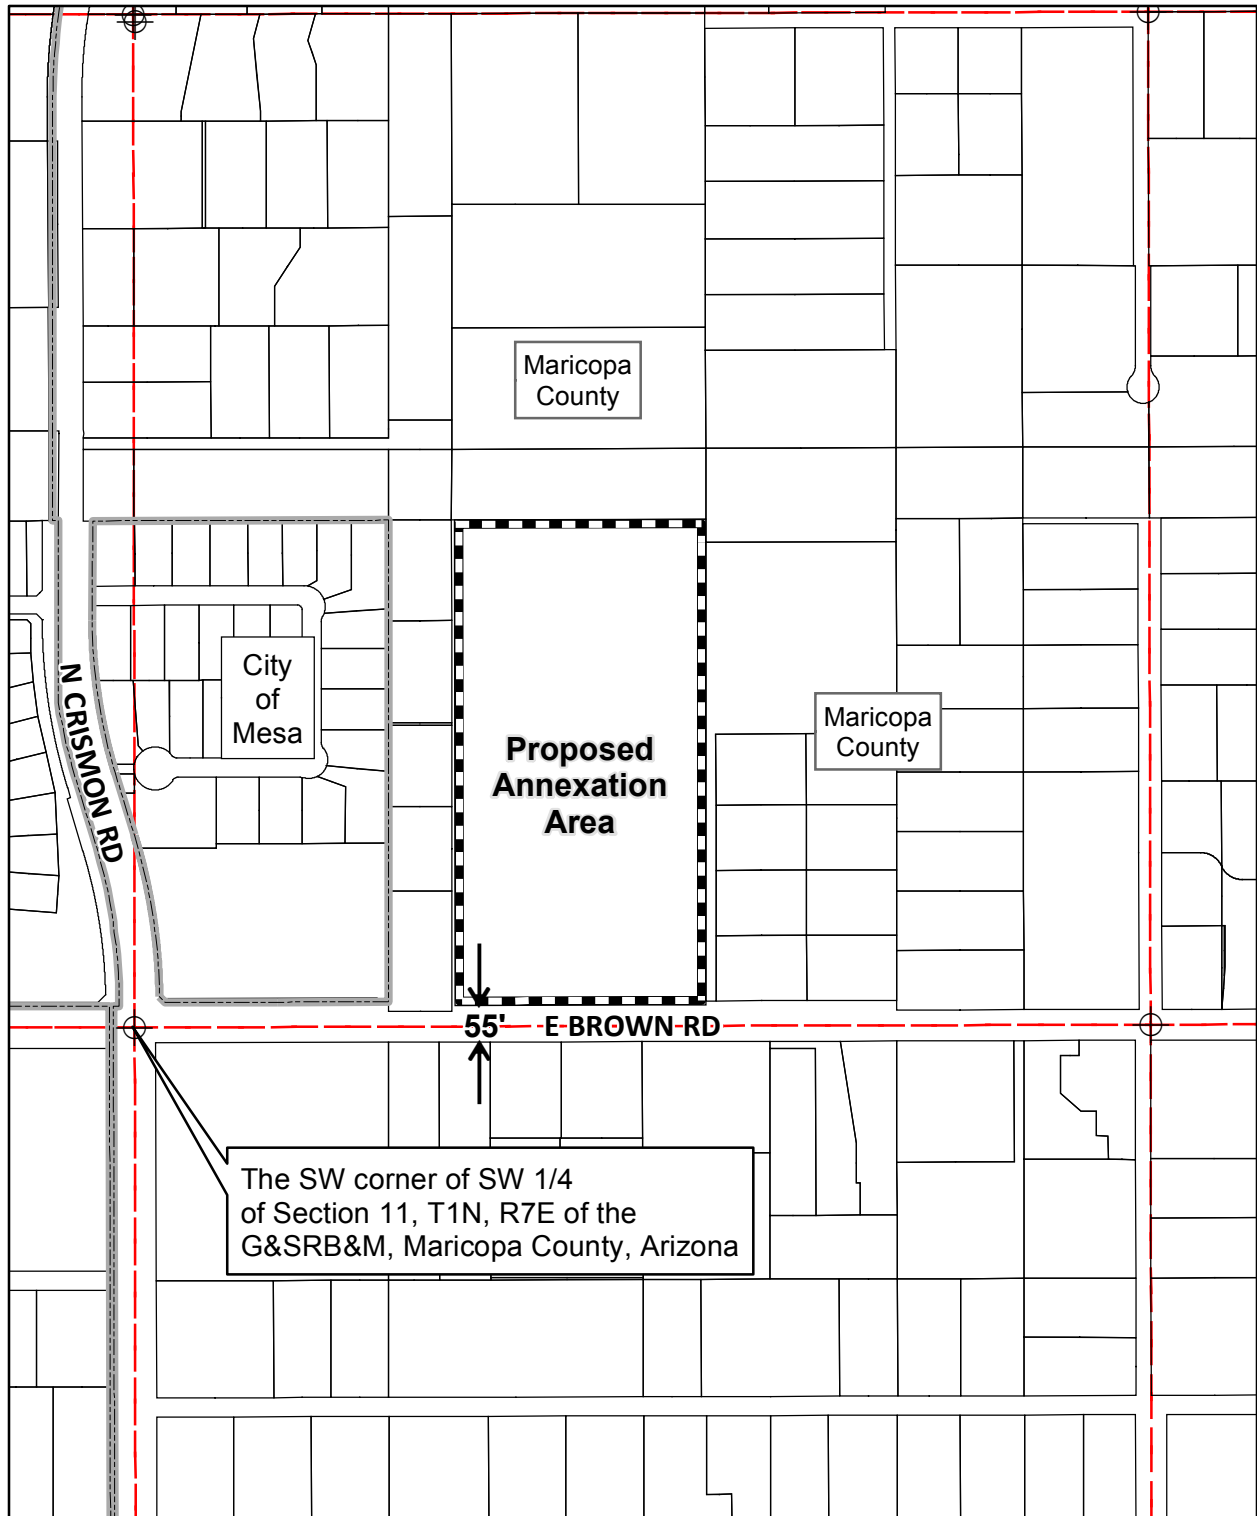 Maricopa
County
City
of
Mesa
N CRISMON RD
Maricopa
County
Proposed
Annexation
Area
55'
E BROWN RD
The SW corner of SW 1/4
of Section 11, T1N, R7E of the
G&SRB&M, Maricopa County, Arizona